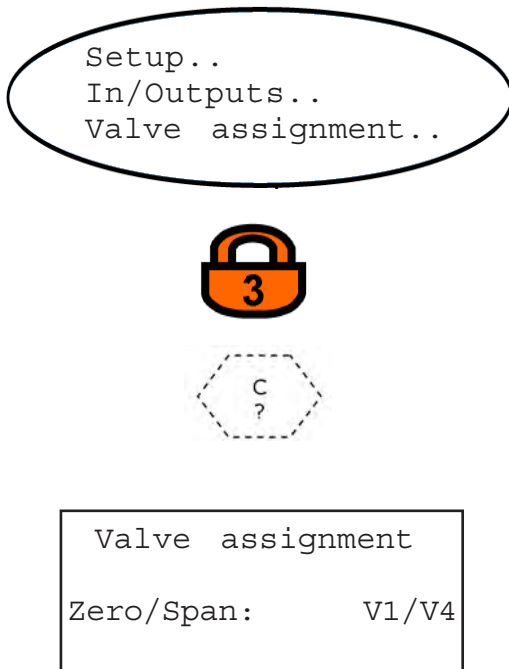 Setup..
In/Outputs..
Valve assignment..
3
C
?
Valve assignment
Zero/Span: V1/V4